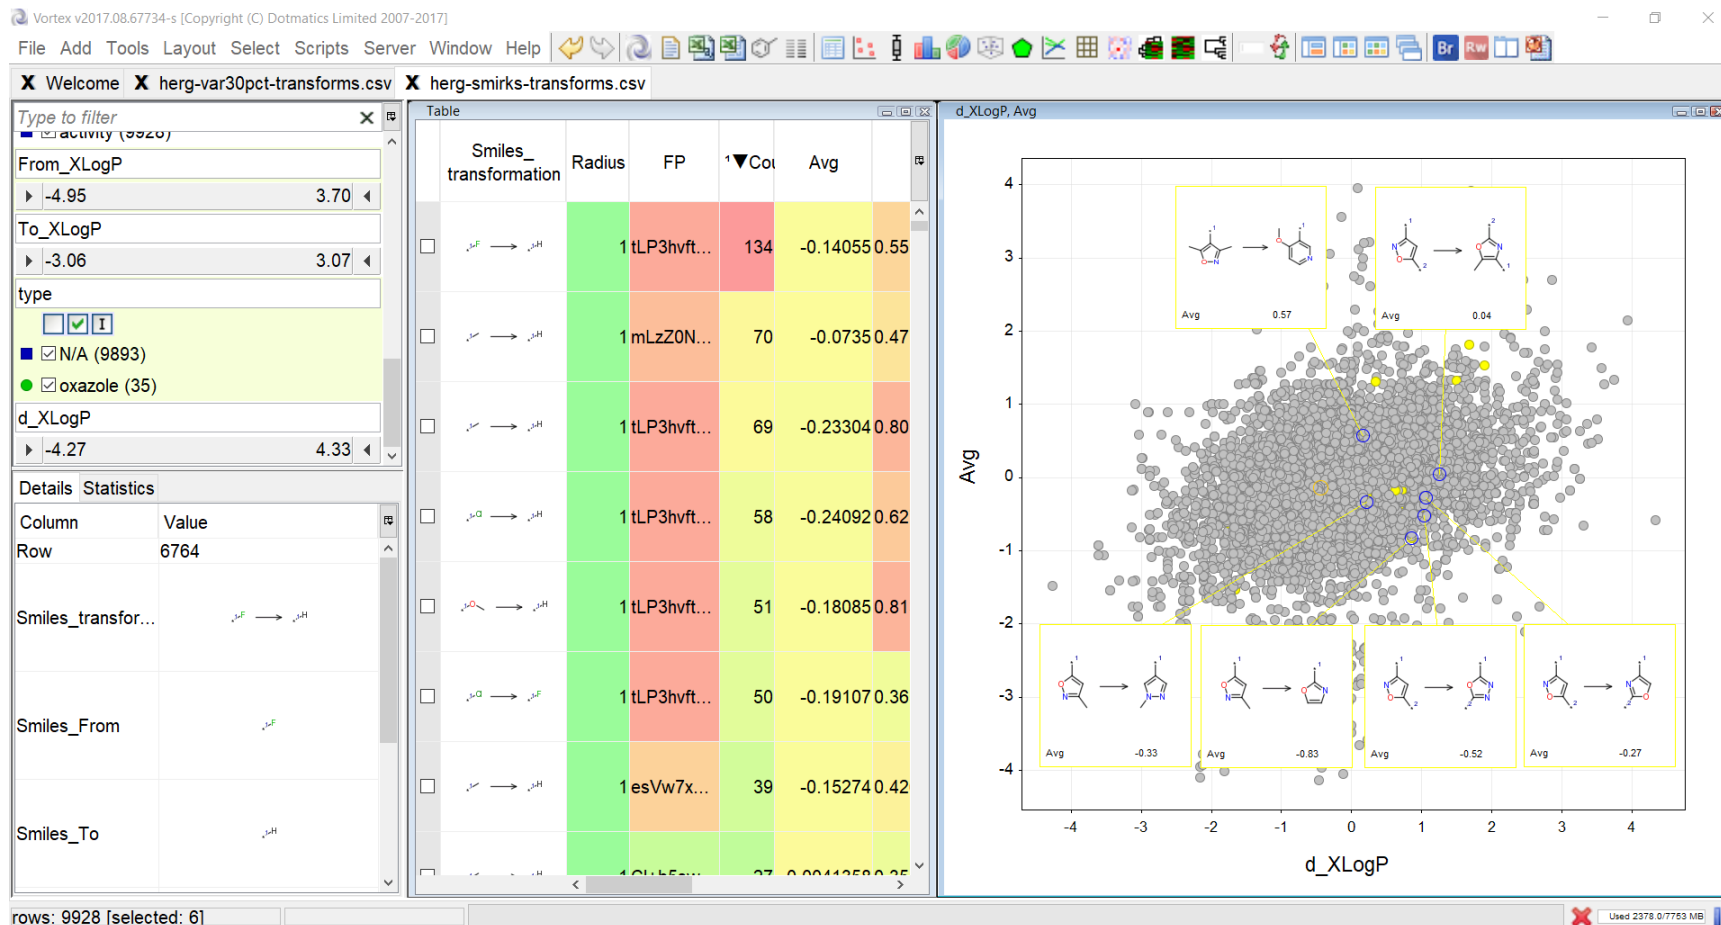 Vortex v2017.08.67734-s [Copyright (C) Dotmatics Limited 2007-2017]
File Add Tools Layout Select Scripts Server Window Help
Br Rw
X Welcome X herg-var30pct-transforms.csv X herg-smirks-transforms.csv
Type to filter
activity (9928)
From_XLogP
-4.95 3.70
To_XLogP
-3.06 3.07
type
I
N/A (9893)
oxazole (35)
d_XLogP
-4.27 4.33
Details Statistics
Column Value
Row 6764
Smiles_transfor...
F H
Smiles_From
F
Smiles_To
H
rows: 9928 [selected: 6]
Table
Smiles_
transformation Radius FP 1▼Cou Avg
F H 1 tLP3hvft... 134 -0.14055 0.55
H 1 mLzZ0N... 70 -0.0735 0.47
H 1 tLP3hvft... 69 -0.23304 0.80
Cl H 1 tLP3hvft... 58 -0.24092 0.62
O H 1 tLP3hvft... 51 -0.18085 0.81
Cl F 1 tLP3hvft... 50 -0.19107 0.36
H 1 esVw7x... 39 -0.15274 0.42
d_XLogP, Avg
4
3
2
1
0
-1
-2
-3
-4
Avg
-4 -3 -2 -1 0 1 2 3 4
d_XLogP
Avg 0.57
Avg 0.04
Avg -0.33
Avg -0.83
Avg -0.52
Avg -0.27
Used 2378.0/7753 MB